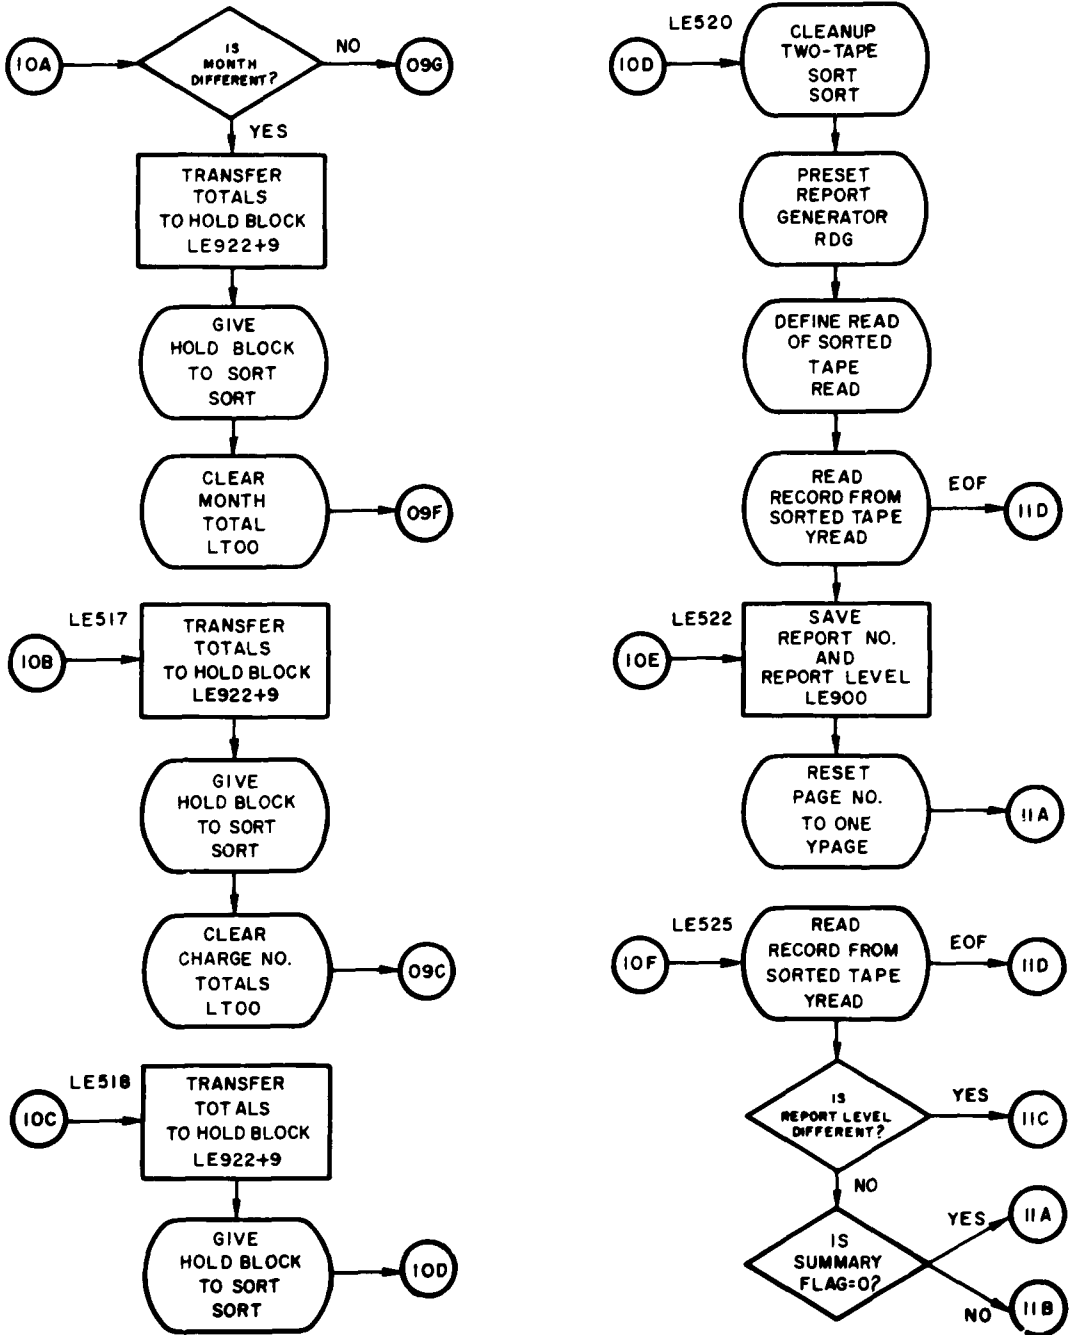 10A
IS
MONTH
DIFFERENT?
NO
09G
YES
TRANSFER
TOTALS
TO HOLD BLOCK
LE922+9
GIVE
HOLD BLOCK
TO SORT
SORT
CLEAR
MONTH
TOTAL
LTOO
09F
LE517
10B
TRANSFER
TOTALS
TO HOLD BLOCK
LE922+9
GIVE
HOLD BLOCK
TO SORT
SORT
CLEAR
CHARGE NO.
TOTALS
LTOO
09C
LE518
10C
TRANSFER
TOTALS
TO HOLD BLOCK
LE922+9
GIVE
HOLD BLOCK
TO SORT
SORT
10D
LE520
10D
CLEANUP
TWO-TAPE
SORT
SORT
PRESET
REPORT
GENERATOR
RDG
DEFINE READ
OF SORTED
TAPE
READ
READ
RECORD FROM
SORTED TAPE
YREAD
EOF
11D
LE522
10E
SAVE
REPORT NO.
AND
REPORT LEVEL
LE900
RESET
PAGE NO.
TO ONE
YPAGE
11A
LE525
10F
READ
RECORD FROM
SORTED TAPE
YREAD
EOF
11D
IS
REPORT LEVEL
DIFFERENT?
YES
11C
NO
IS
SUMMARY
FLAG=0?
YES
11A
NO
11B